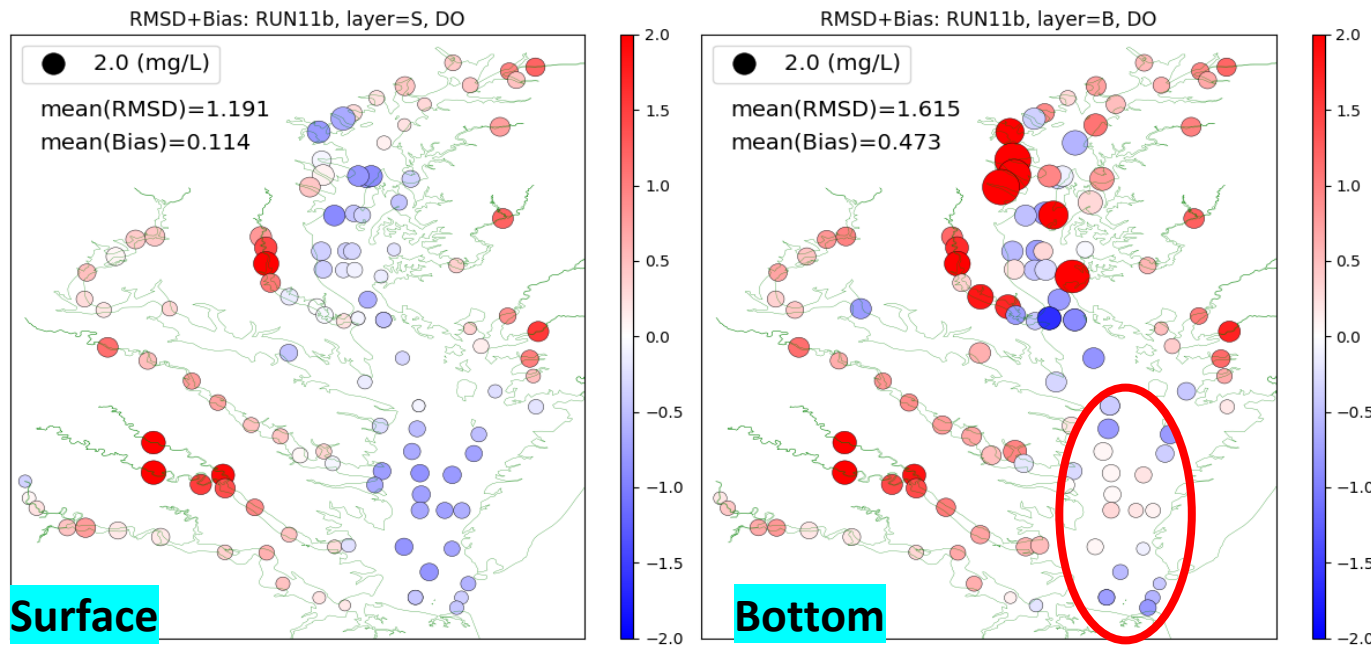 RMSD+Bias: RUN11b, layer=S, DO
2.0 (mg/L)
mean(RMSD)=1.191
mean(Bias)=0.114
2.0
1.5
1.0
0.5
0.0
−0.5
−1.0
−1.5
−2.0
Surface
RMSD+Bias: RUN11b, layer=B, DO
2.0 (mg/L)
mean(RMSD)=1.615
mean(Bias)=0.473
2.0
1.5
1.0
0.5
0.0
−0.5
−1.0
−1.5
−2.0
Bottom